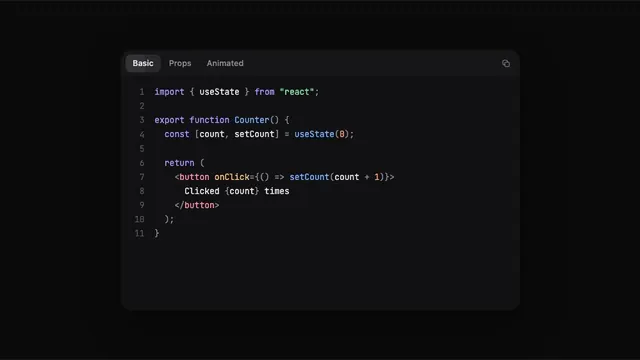 Basic Props Animated
1 import { useState } from "react";
2
3 export function Counter() {
4   const [count, setCount] = useState(0);
5
6   return (
7     <button onClick={() => setCount(count + 1)}>
8       Clicked {count} times
9     </button>
10   );
11 }